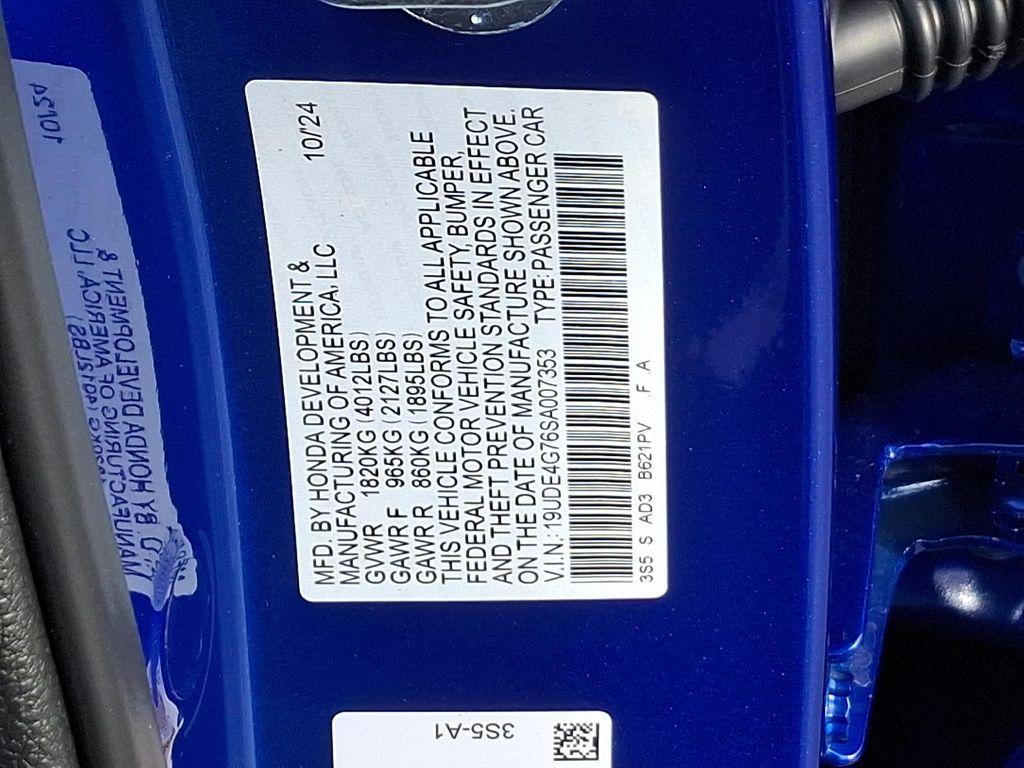 MFD. BY HONDA DEVELOPMENT & 10/24
MANUFACTURING OF AMERICA, LLC
GVWR 1820KG (4012LBS)
GAWR F 965KG (2127LBS)
GAWR R 860KG (1895LBS)
THIS VEHICLE CONFORMS TO ALL APPLICABLE
FEDERAL MOTOR VEHICLE SAFETY, BUMPER,
AND THEFT PREVENTION STANDARDS IN EFFECT
ON THE DATE OF MANUFACTURE SHOWN ABOVE.
V.I.N.: 19UDE4G76SA007353 TYPE: PASSENGER CAR
3S5 S AD3 B621PV .F .A
3S5-A1